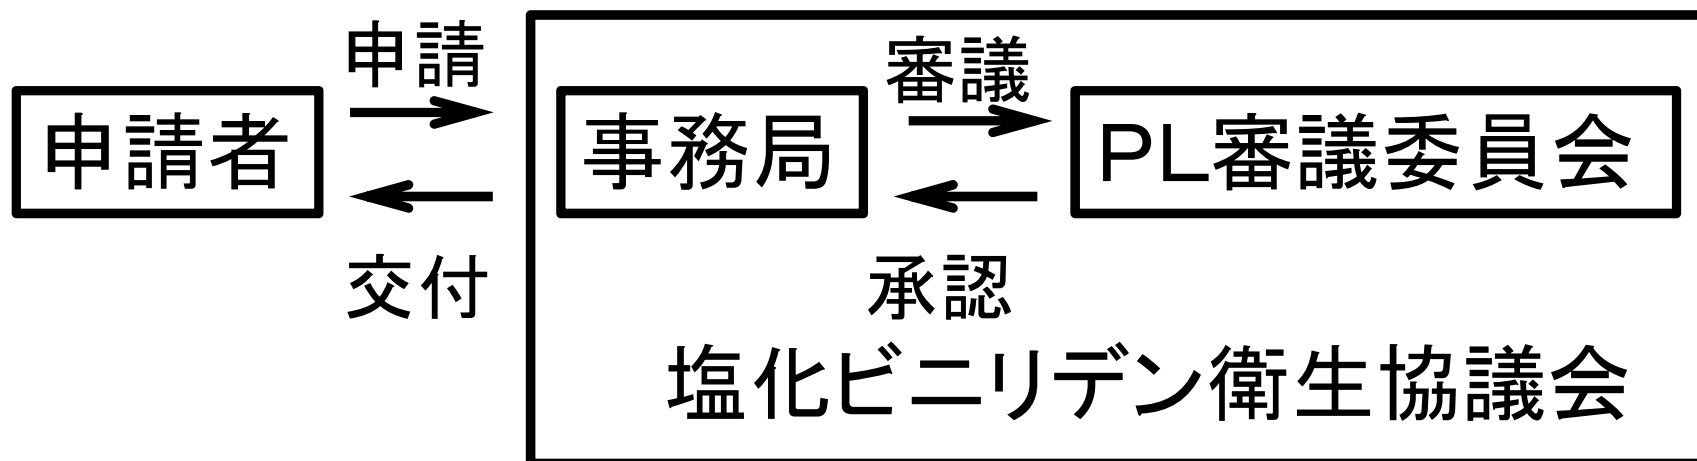 申請
審議
申請者
事務局
PL審議委員会
交付
承認
塩化ビニリデン衛生協議会